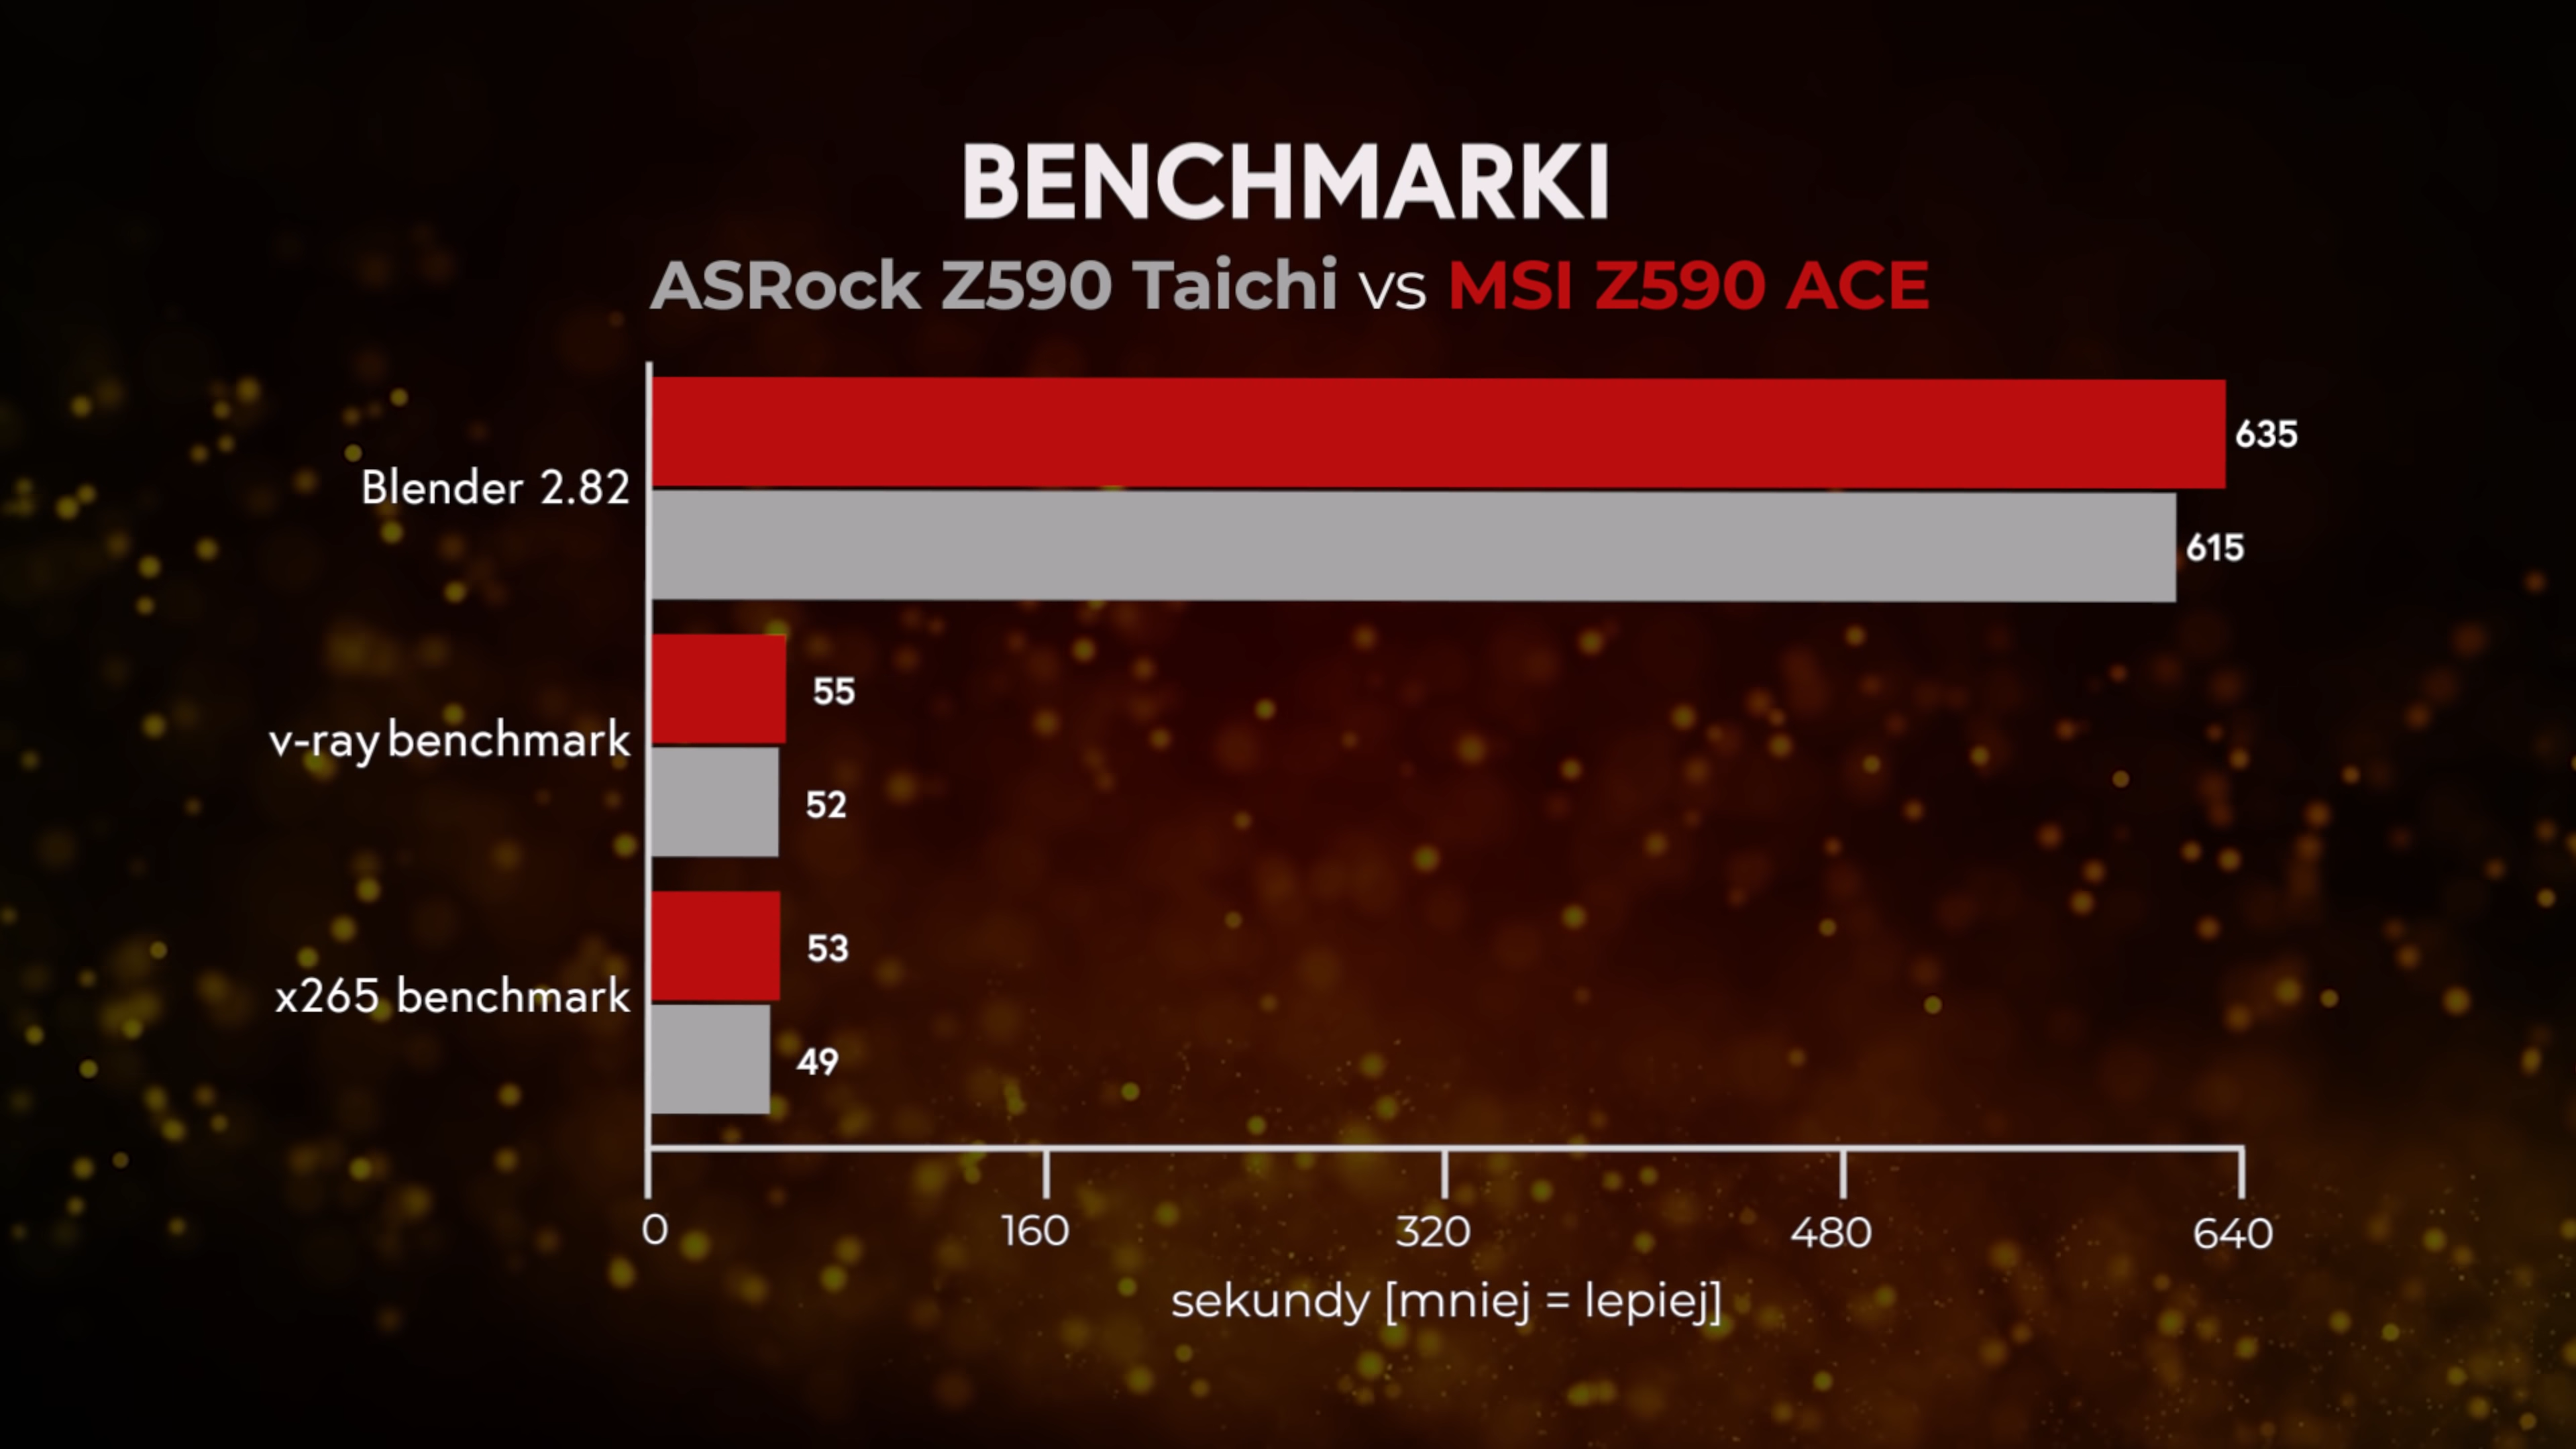 BENCHMARKI
ASRock Z590 Taichi vs MSI Z590 ACE
635
Blender 2.82
615
55
v-ray benchmark
52
53
x265 benchmark
49
0 160 320 480 640
sekundy [mniej = lepiej]